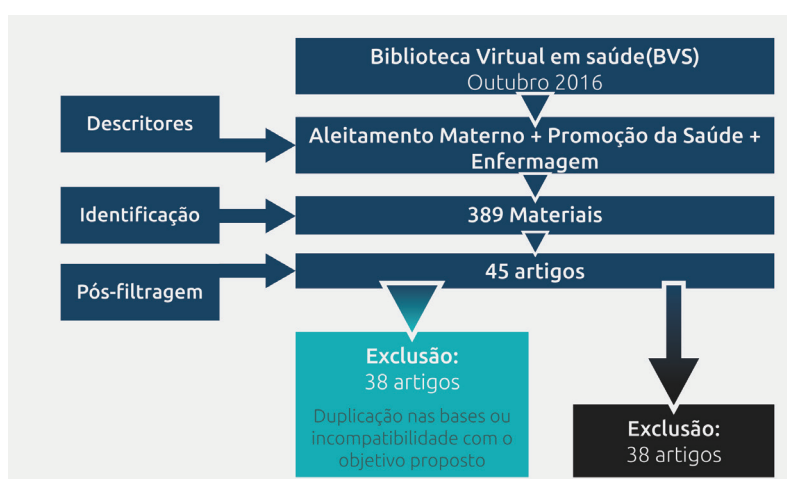 Biblioteca Virtual em saúde(BVS)
Outubro 2016
Descritores
Aleitamento Materno + Promoção da Saúde +
Enfermagem
Identificação
389 Materiais
Pós-filtragem
45 artigos
Exclusão:
38 artigos
Duplicação nas bases ou
incompatibilidade com o
objetivo proposto
Exclusão:
38 artigos